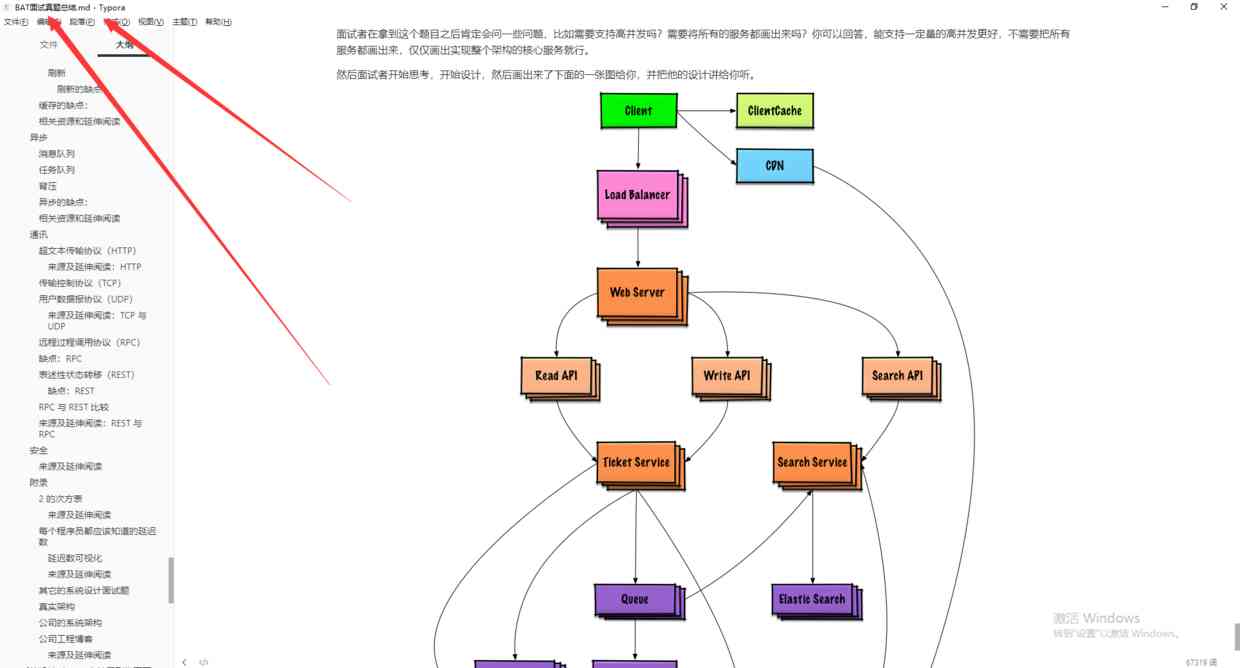 BAT面试真题总结.md - Typora
文件(F)
段落(P)
视图(V)
主题(T)
帮助(H)
文件
大纲
刷新
刷新的缺点
缓存的缺点:
相关资源和延伸阅读
异步
消息队列
任务队列
背压
异步的缺点:
相关资源和延伸阅读
通讯
超文本传输协议（HTTP）
来源及延伸阅读：HTTP
传输控制协议（TCP）
用户数据报协议（UDP）
来源及延伸阅读：TCP 与
UDP
远程过程调用协议（RPC）
缺点：RPC
表述性状态转移（REST）
缺点：REST
RPC 与 REST 比较
来源及延伸阅读：REST 与
RPC
安全
来源及延伸阅读
附录
2 的次方表
来源及延伸阅读
每个程序员都应该知道的延迟
数
延迟数可视化
来源及延伸阅读
其它的系统设计面试题
真实架构
公司的系统架构
公司工程博客
来源及延伸阅读
面试者在拿到这个题目之后肯定会问一些问题，比如需要支持高并发吗？需要将所有的服务都画出来吗？你可以回答，能支持一定量的高并发更好，不需要把所有
服务都画出来，仅仅画出实现整个架构的核心服务就行。
然后面试者开始思考，开始设计，然后画出来了下面的一张图给你，并把他的设计讲给你听。
Client
ClientCache
CDN
Load Balancer
Web Server
Read API
Write API
Search API
Ticket Service
Search Service
Queue
Elastic Search
激活 Windows
转到"设置"以激活 Windows。
67319 词